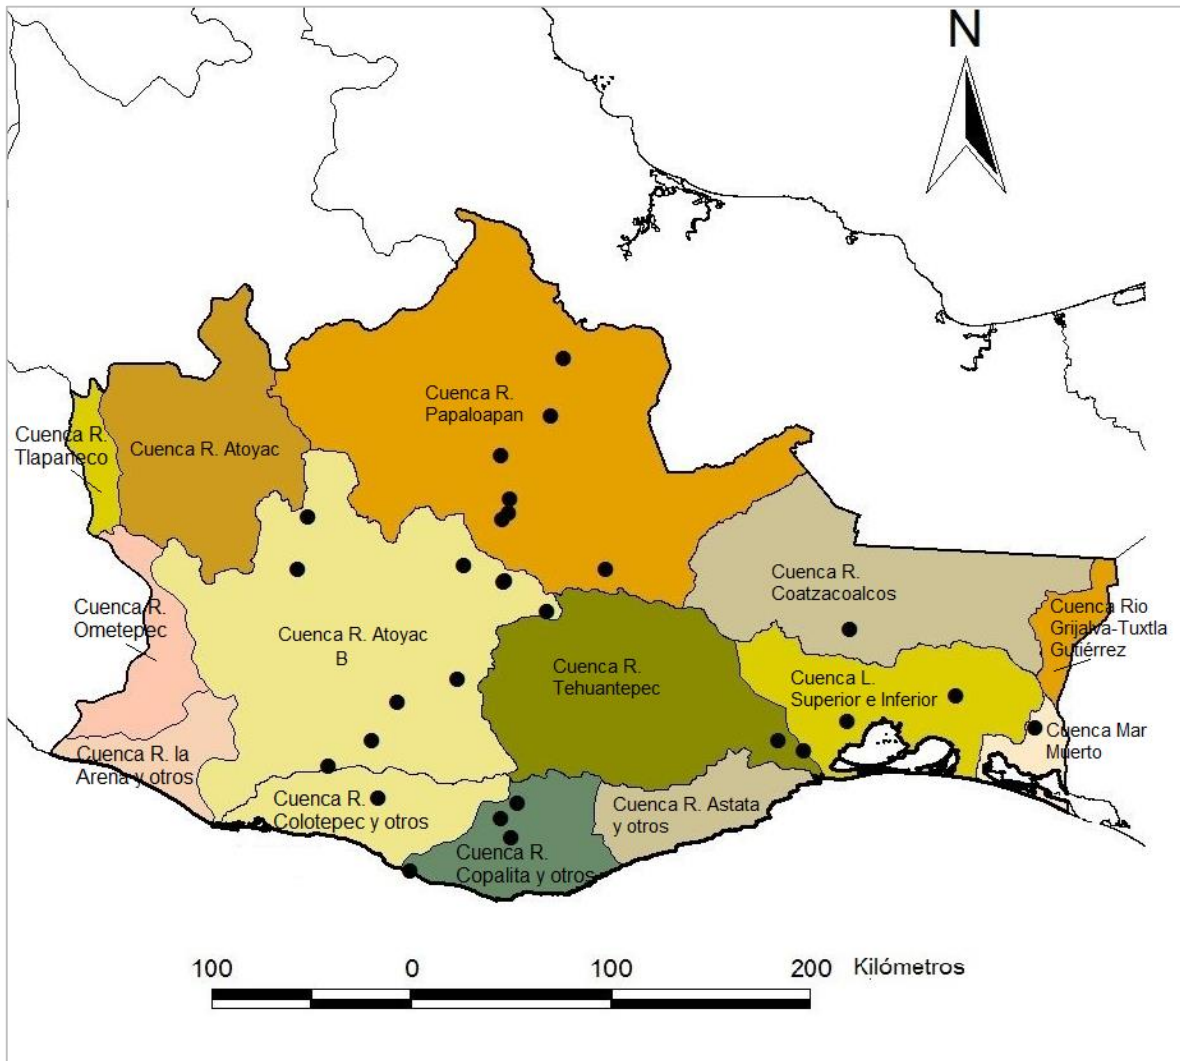 N
Cuenca R.
Papaloapan
Cuenca R.
Tlapaneco
Cuenca R. Atoyac
Cuenca R.
Coatzacoalcos
Cuenca R.
Ometepec
Cuenca Rio
Grijalva-Tuxtla
Gutiérrez
Cuenca R. Atoyac
B
Cuenca R.
Tehuantepec
Cuenca L.
Superior e Inferior
Cuenca Mar
Muerto
Cuenca R. la
Arena y otros
Cuenca R.
Colotepec y otros
Cuenca R. Astata
y otros
Cuenca R.
Copalita y otros
100 0 100 200 Kilómetros